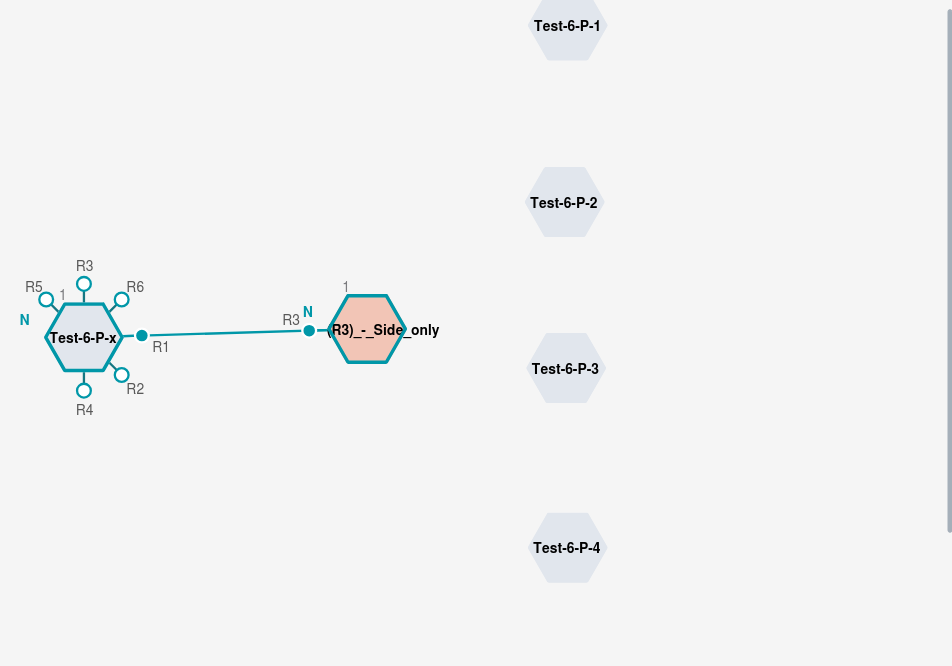 Test-6-P-1
Test-6-P-2
R3
R5
1
R6
N
Test-6-P-x
R1
R2
R4
1
N
R3
(R3)_-_Side_only
Test-6-P-3
Test-6-P-4